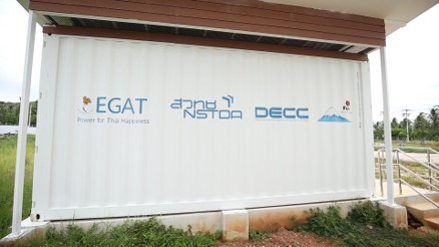 EGAT
Power for Thai Happiness
สวทช
NSTDA
DECC